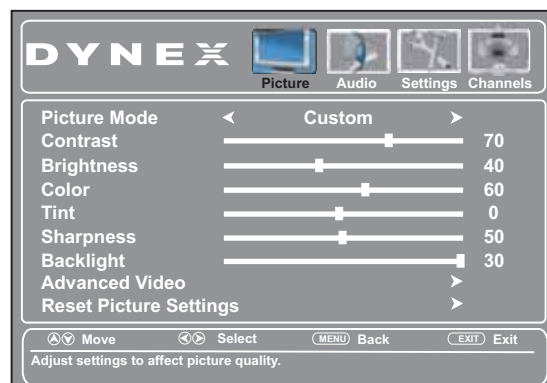 DYNEX
Picture Audio Settings Channels
Picture Mode Custom
Contrast 70
Brightness 40
Color 60
Tint 0
Sharpness 50
Backlight 30
Advanced Video
Reset Picture Settings
Move Select MENU Back EXIT Exit
Adjust settings to affect picture quality.